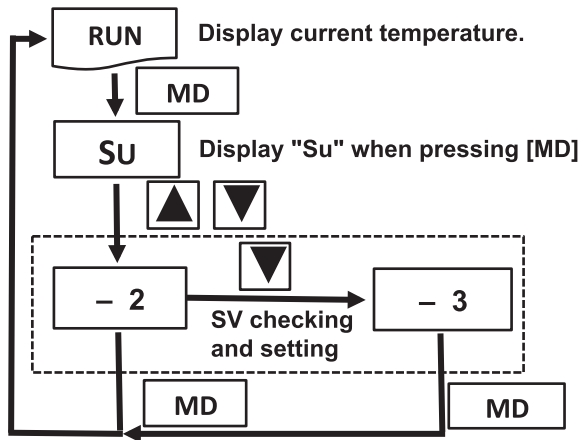 RUN
Display current temperature.
MD
Su
Display "Su" when pressing [MD]
– 2
– 3
SV checking
and setting
MD
MD